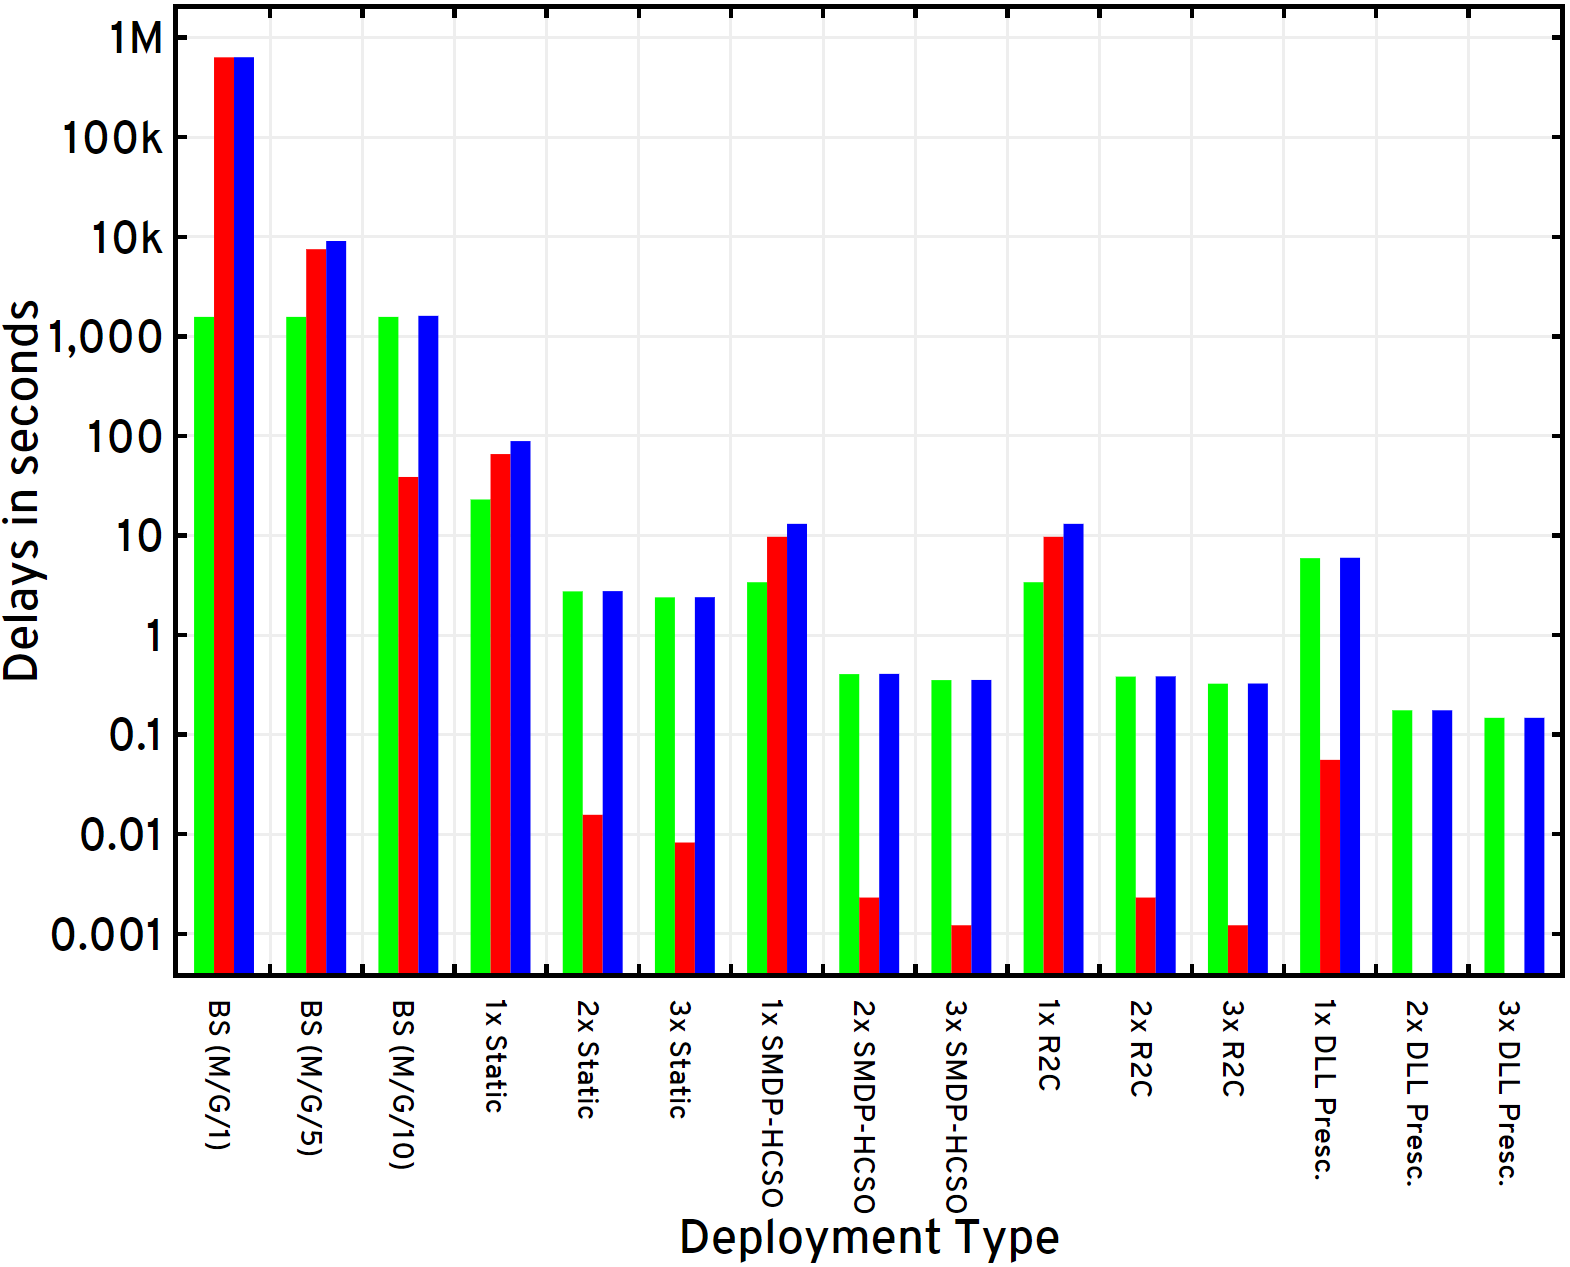 1M
100k
10k
1,000
100
10
1
0.1
0.01
0.001
Delays in seconds
BS (M/G/1)
BS (M/G/5)
BS (M/G/10)
1x Static
2x Static
3x Static
1x SMDP-HCSO
2x SMDP-HCSO
3x SMDP-HCSO
1x R2C
2x R2C
3x R2C
1x DLL Presc.
2x DLL Presc.
3x DLL Presc.
Deployment Type